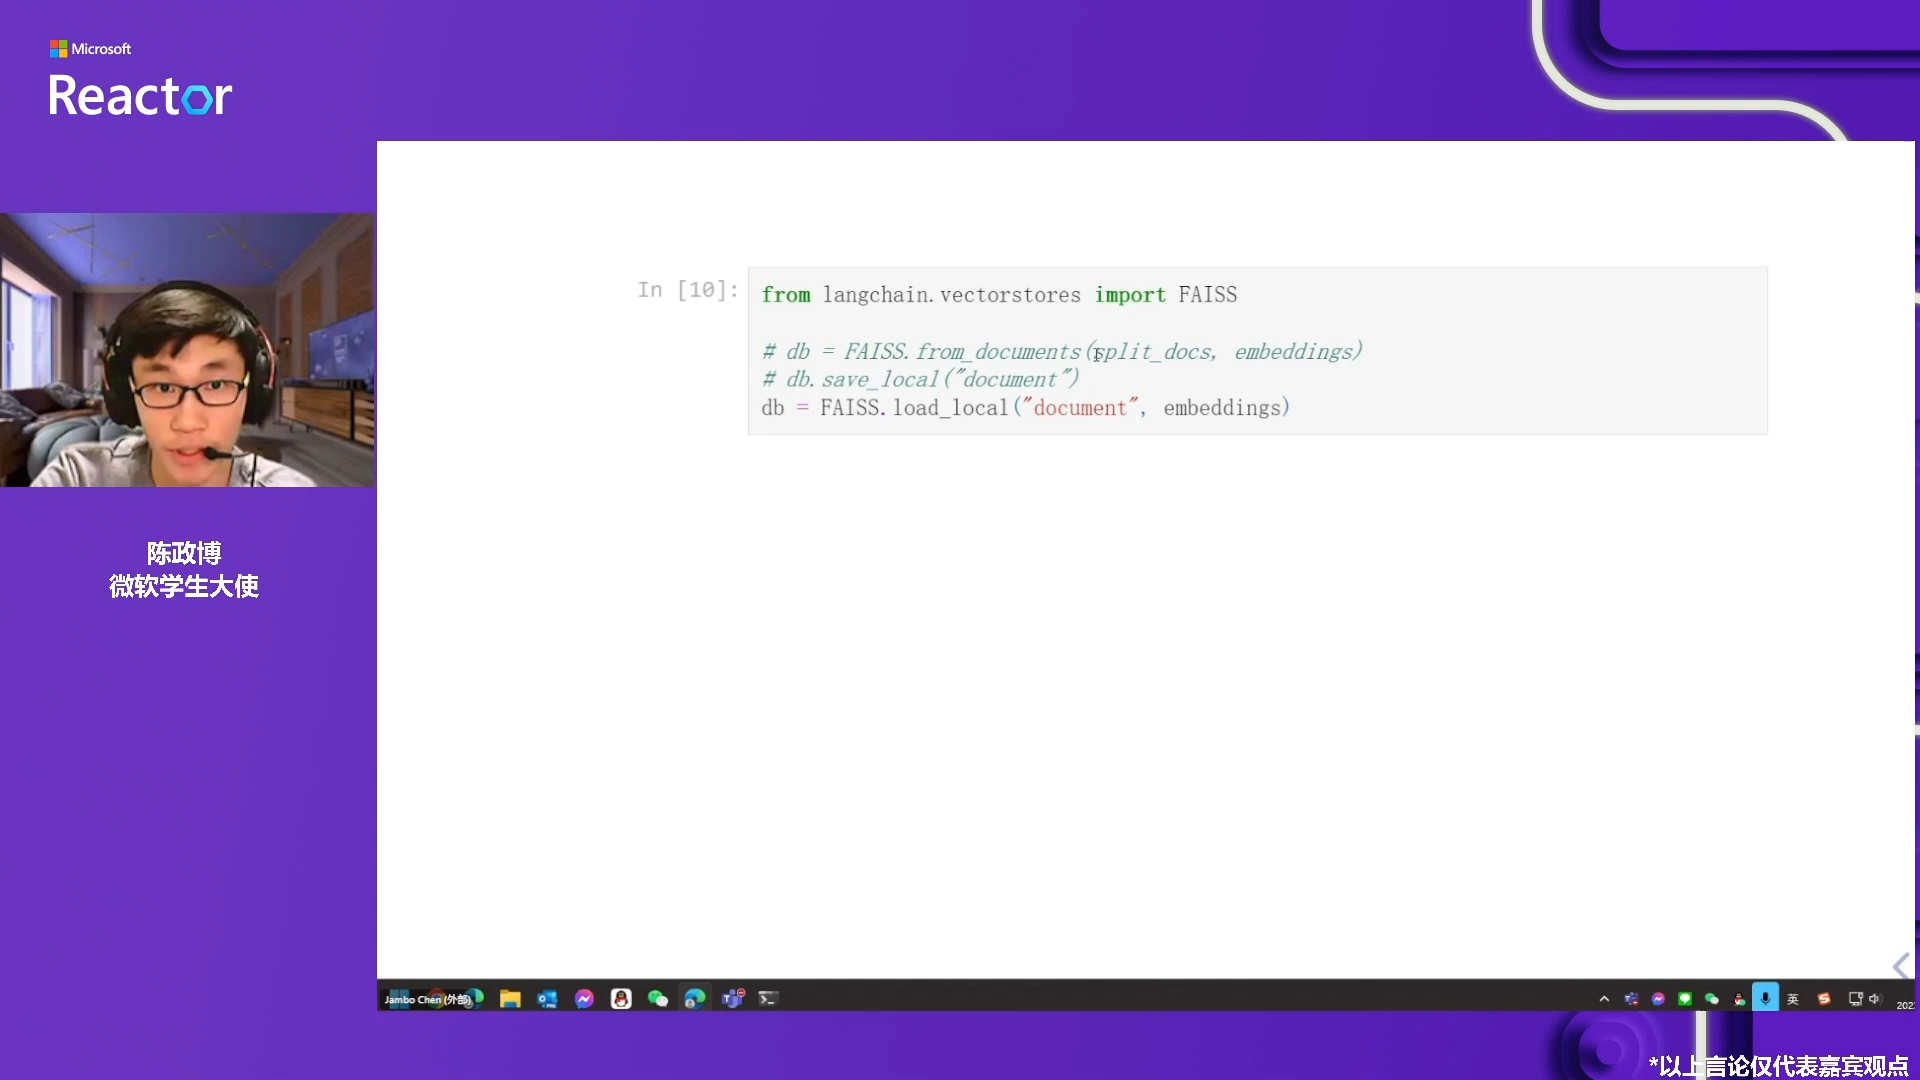 Microsoft
Reactor
In [10]:
from langchain.vectorstores import FAISS
# db = FAISS.from_documents(split_docs, embeddings)
# db.save_local("document")
db = FAISS.load_local("document", embeddings)
陈政博
微软学生大使
Jambo Chen (外部)
英
202
*以上言论仅代表嘉宾观点